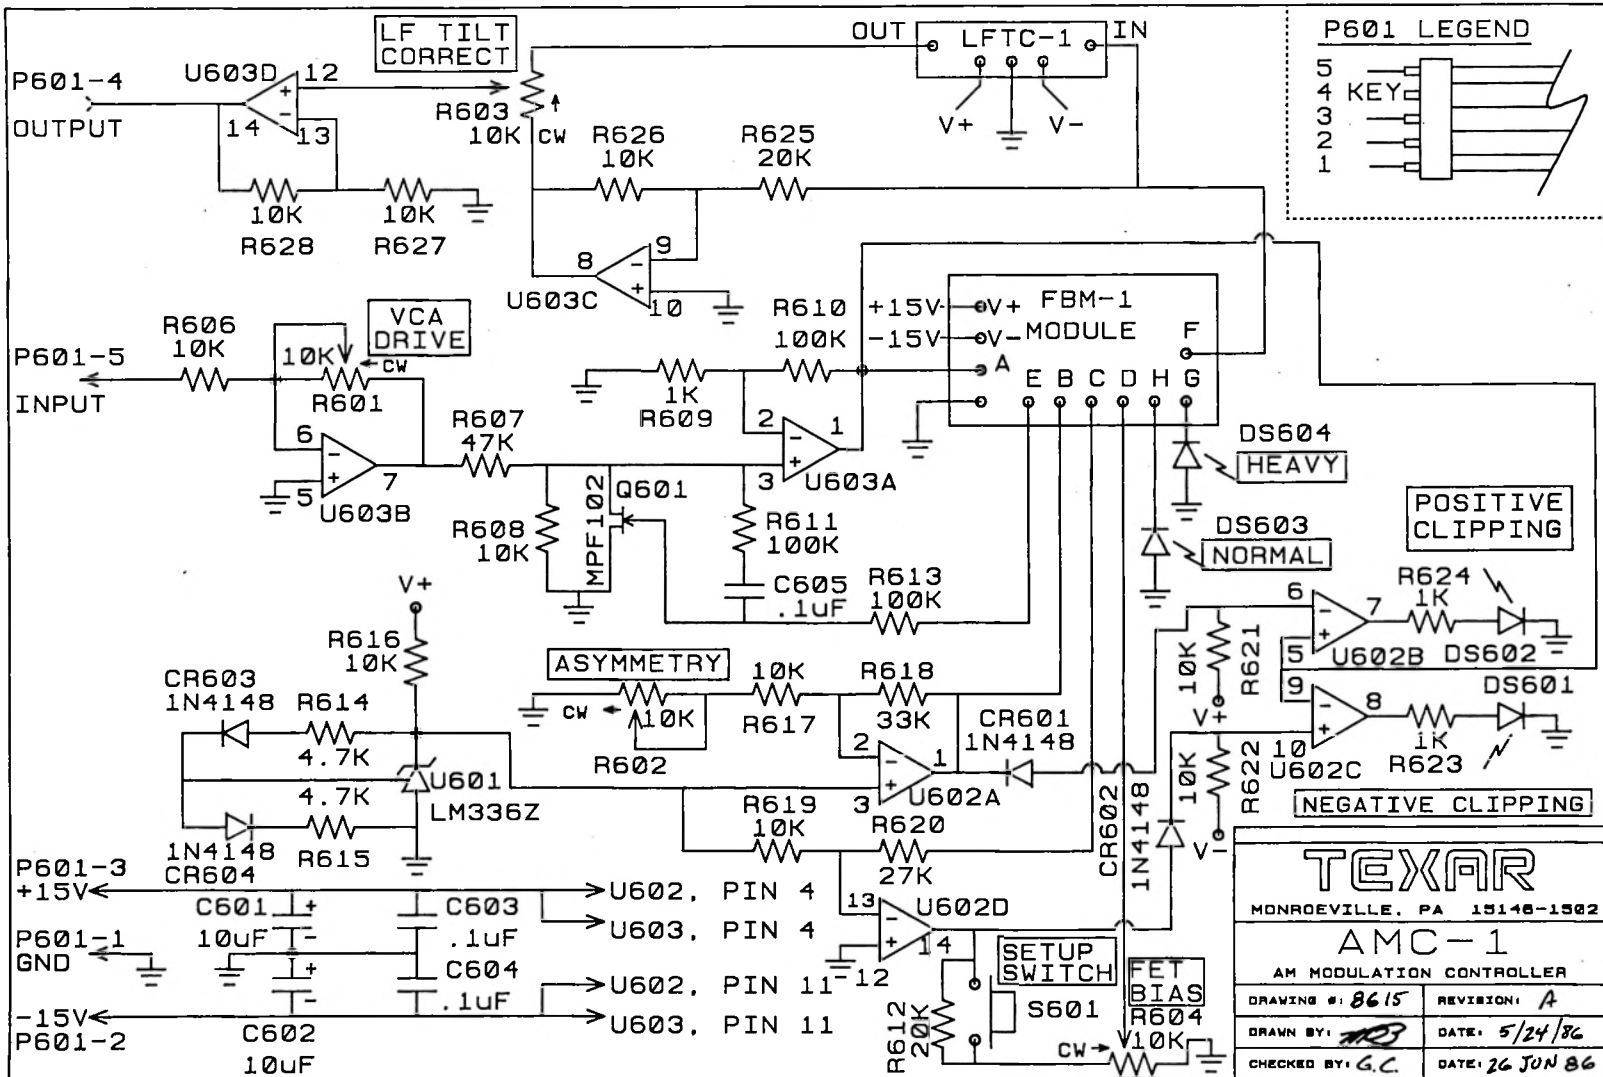 LF TILT
CORRECT
OUT
LFTC-1
IN
V+
V-
P601 LEGEND
5
4 KEY
3
2
1
P601-4
OUTPUT
U603D
12
+
-
14
13
R603
10K
CW
R626
10K
R625
20K
10K
R628
10K
R627
8
9
-
+
10
U603C
P601-5
INPUT
R606
10K
VCA
DRIVE
10K
CW
R601
6
-
+
5
7
U603B
R607
47K
R608
10K
MPF102
Q601
1K
R609
R610
100K
2
-
+
3
1
U603A
R611
100K
C605
.1uF
R613
100K
+15V
-15V
V+
V-
A
FBM-1
MODULE
F
E B C D H G
DS604
HEAVY
DS603
NORMAL
POSITIVE
CLIPPING
R624
1K
6
-
+
5
7
U602B
DS602
9
-
+
10
8
U602C
DS601
1K
R623
NEGATIVE CLIPPING
10K
R621
V+
10K
R622
V-
V+
R616
10K
CR603
1N4148
R614
4.7K
U601
LM336Z
4.7K
R615
1N4148
CR604
ASYMMETRY
CW
10K
R602
10K
R617
R618
33K
2
-
+
3
1
U602A
CR601
1N4148
R619
10K
R620
27K
CR602
1N4148
13
-
+
12
14
U602D
R612
20K
SETUP
SWITCH
S601
FET
BIAS
R604
10K
CW
P601-3
+15V
P601-1
GND
-15V
P601-2
C601
10uF
+
-
C603
.1uF
+
-
C602
10uF
C604
.1uF
U602, PIN 4
U603, PIN 4
U602, PIN 11
U603, PIN 11
TEXAR
MONROEVILLE, PA 15146-1502
AMC-1
AM MODULATION CONTROLLER
DRAWING #: 8615
REVISION: A
DRAWN BY:
DATE: 5/24/86
CHECKED BY: G.C.
DATE: 26 JUN 86